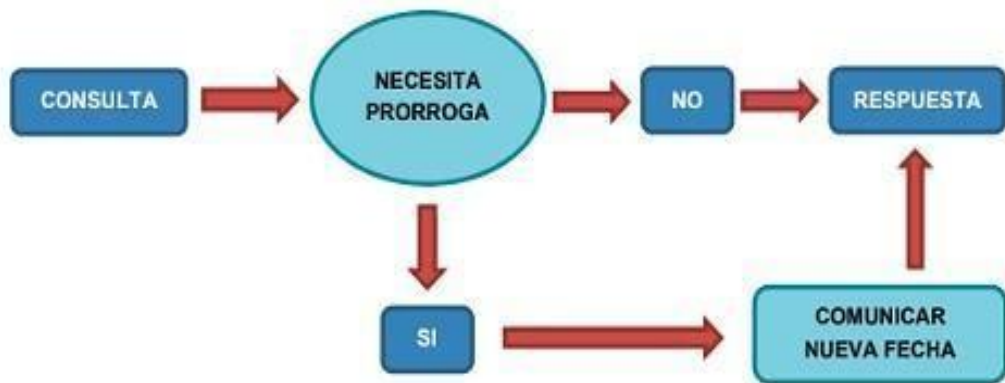 CONSULTA
NECESITA
PRORROGA
NO
RESPUESTA
SI
COMUNICAR
NUEVA FECHA